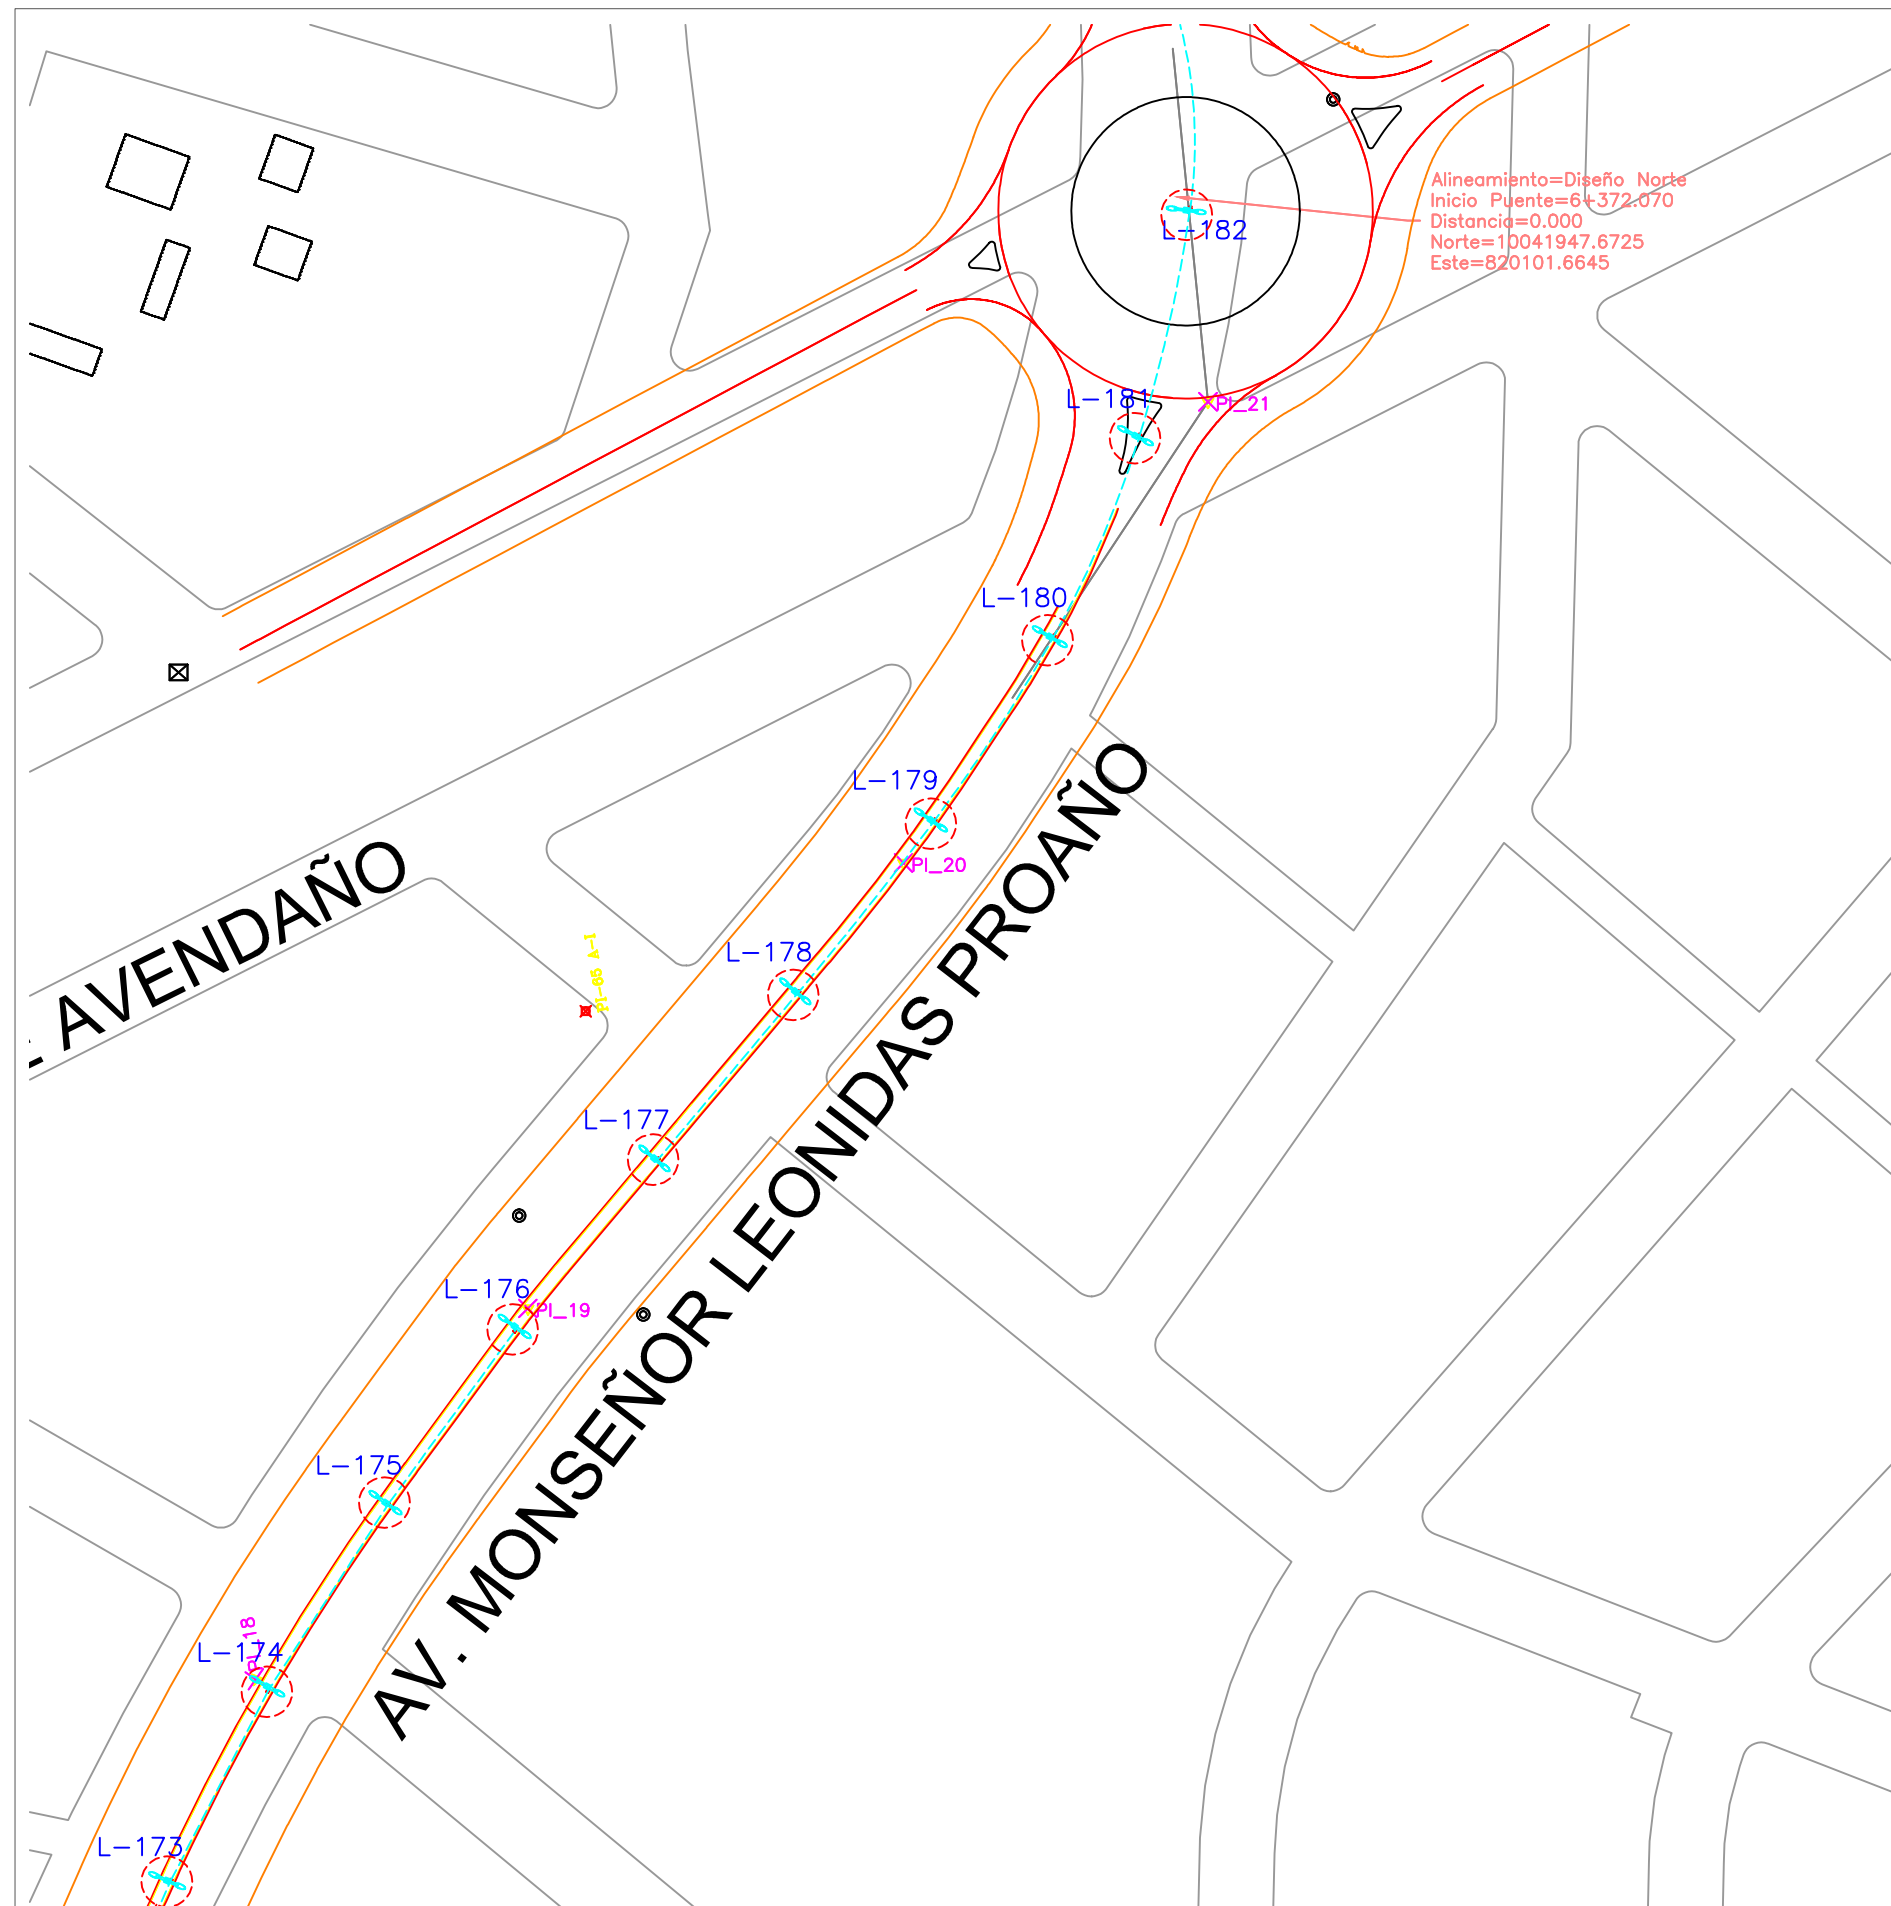 Alineamiento=Diseño Norte
Inicio Puente=6+372.070
Distancia=0.000
Norte=10041947.6725
Este=820101.6645
L-182
L-181
PI_21
L-180
L-179
PI_20
AVENDAÑO
L-178
L-177
AV. MONSEÑOR LEONIDAS PROAÑO
L-176
PI_19
L-175
PI_18
L-174
L-173